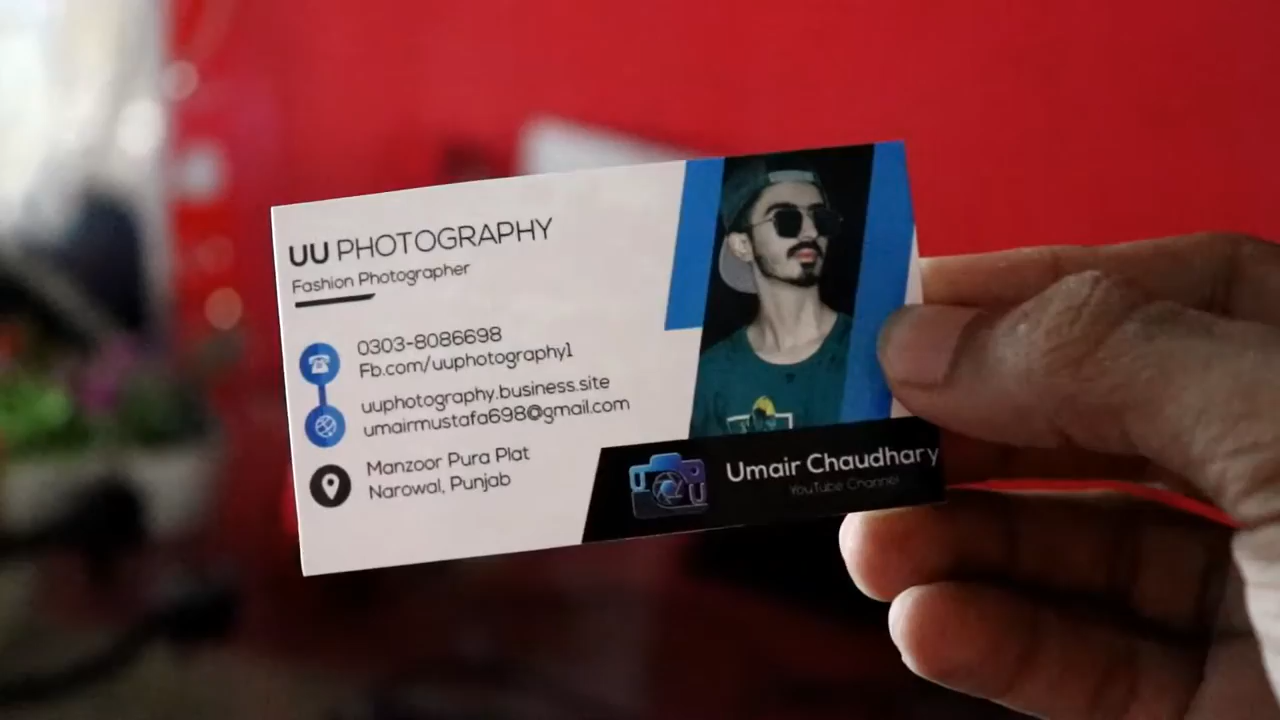 UU PHOTOGRAPHY
Fashion Photographer
0303-8086698
Fb.com/uuphotography1
uuphotography.business.site
umairmustafa698@gmail.com
Manzoor Pura Plat
Narowal, Punjab
UU
Umair Chaudhary
YouTube Channel